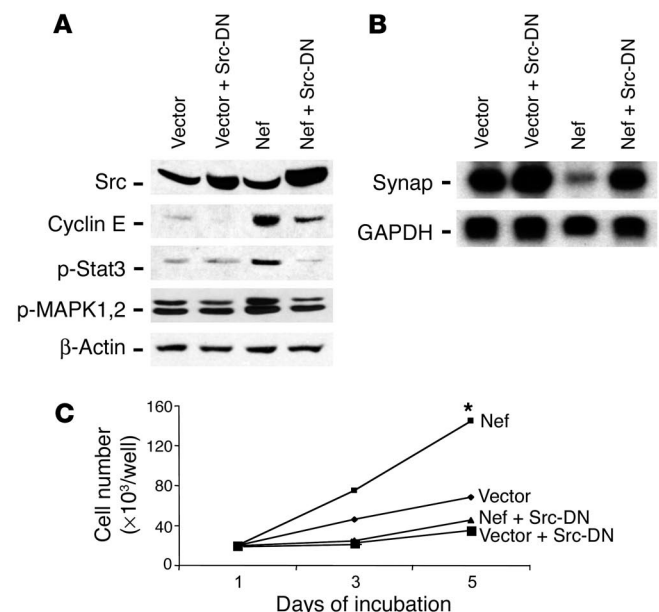 A
Vector
Vector + Src-DN
Nef
Nef + Src-DN
Src
Cyclin E
p-Stat3
p-MAPK1,2
β-Actin
B
Vector
Vector + Src-DN
Nef
Nef + Src-DN
Synap
GAPDH
C
Cell number
(×10³/well)
160
120
80
40
0
1 3 5
Days of incubation
*
Nef
Vector
Nef + Src-DN
Vector + Src-DN